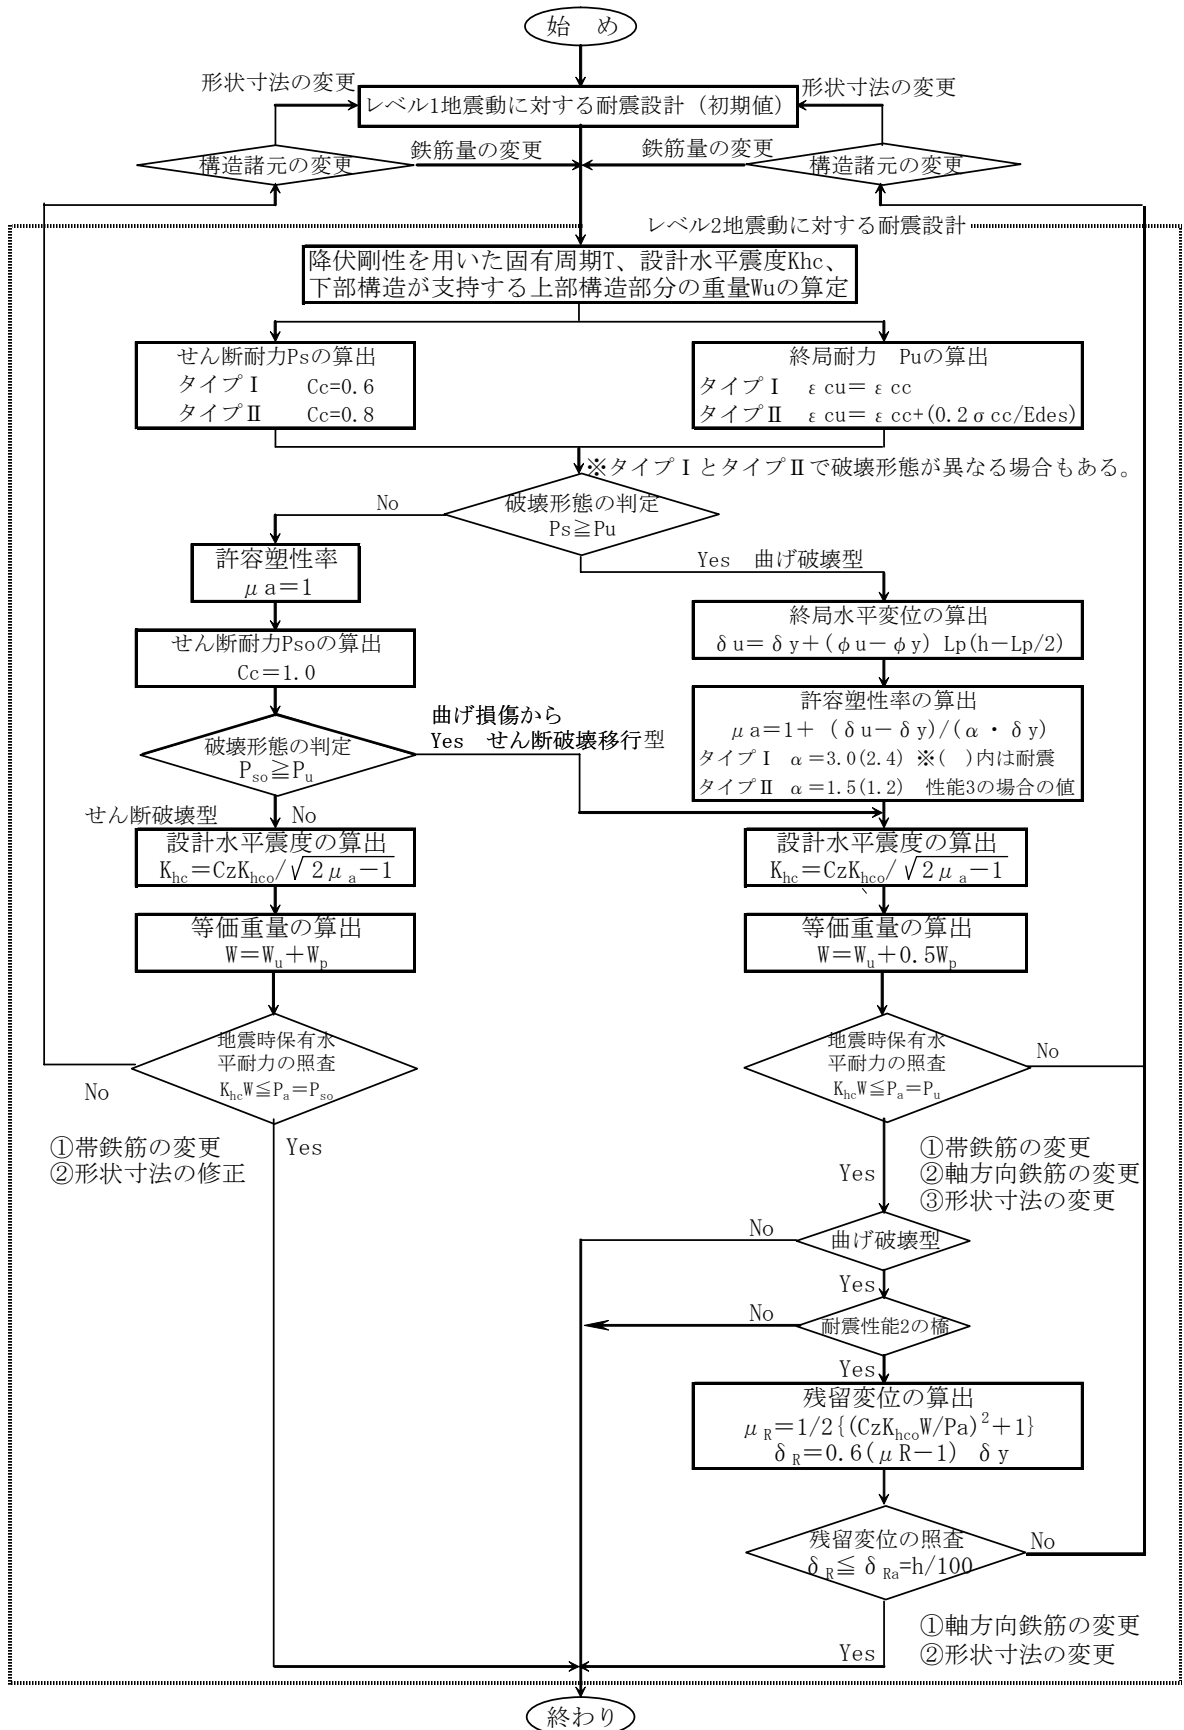 始 め
形状寸法の変更
形状寸法の変更
レベル1地震動に対する耐震設計（初期値）
鉄筋量の変更
鉄筋量の変更
構造諸元の変更
構造諸元の変更
レベル2地震動に対する耐震設計
降伏剛性を用いた固有周期T、設計水平震度Khc、
下部構造が支持する上部構造部分の重量Wuの算定
せん断耐力Psの算出
タイプⅠ Cc=0.6
タイプⅡ Cc=0.8
終局耐力 Puの算出
タイプⅠ εcu＝εcc
タイプⅡ εcu＝εcc+(0.2σcc/Edes)
※タイプⅠとタイプⅡで破壊形態が異なる場合もある。
破壊形態の判定
Ps≧Pu
No
Yes 曲げ破壊型
許容塑性率
μa＝1
終局水平変位の算出
δu＝δy＋(φu－φy) Lp(h－Lp/2)
せん断耐力Psoの算出
Cc＝1.0
許容塑性率の算出
μa＝1＋ (δu－δy)/(α・δy)
タイプⅠ α＝3.0(2.4) ※( )内は耐震
タイプⅡ α＝1.5(1.2) 性能3の場合の値
曲げ損傷から
Yes せん断破壊移行型
破壊形態の判定
Pso≧Pu
せん断破壊型 No
設計水平震度の算出
Khc＝CzKhco/√2μa－1
設計水平震度の算出
Khc＝CzKhco/√2μa－1
等価重量の算出
W＝Wu＋Wp
等価重量の算出
W＝Wu＋0.5Wp
地震時保有水
平耐力の照査
KhcW≦Pa＝Pso
No
Yes
①帯鉄筋の変更
②形状寸法の修正
地震時保有水
平耐力の照査
KhcW≦Pa＝Pu
No
Yes
①帯鉄筋の変更
②軸方向鉄筋の変更
③形状寸法の変更
No
曲げ破壊型
Yes
No
耐震性能2の橋
Yes
残留変位の算出
μR＝1/2{(CzKhcoW/Pa)²＋1}
δR＝0.6(μR－1) δy
残留変位の照査
δR≦δRa=h/100
No
Yes
①軸方向鉄筋の変更
②形状寸法の変更
終わり